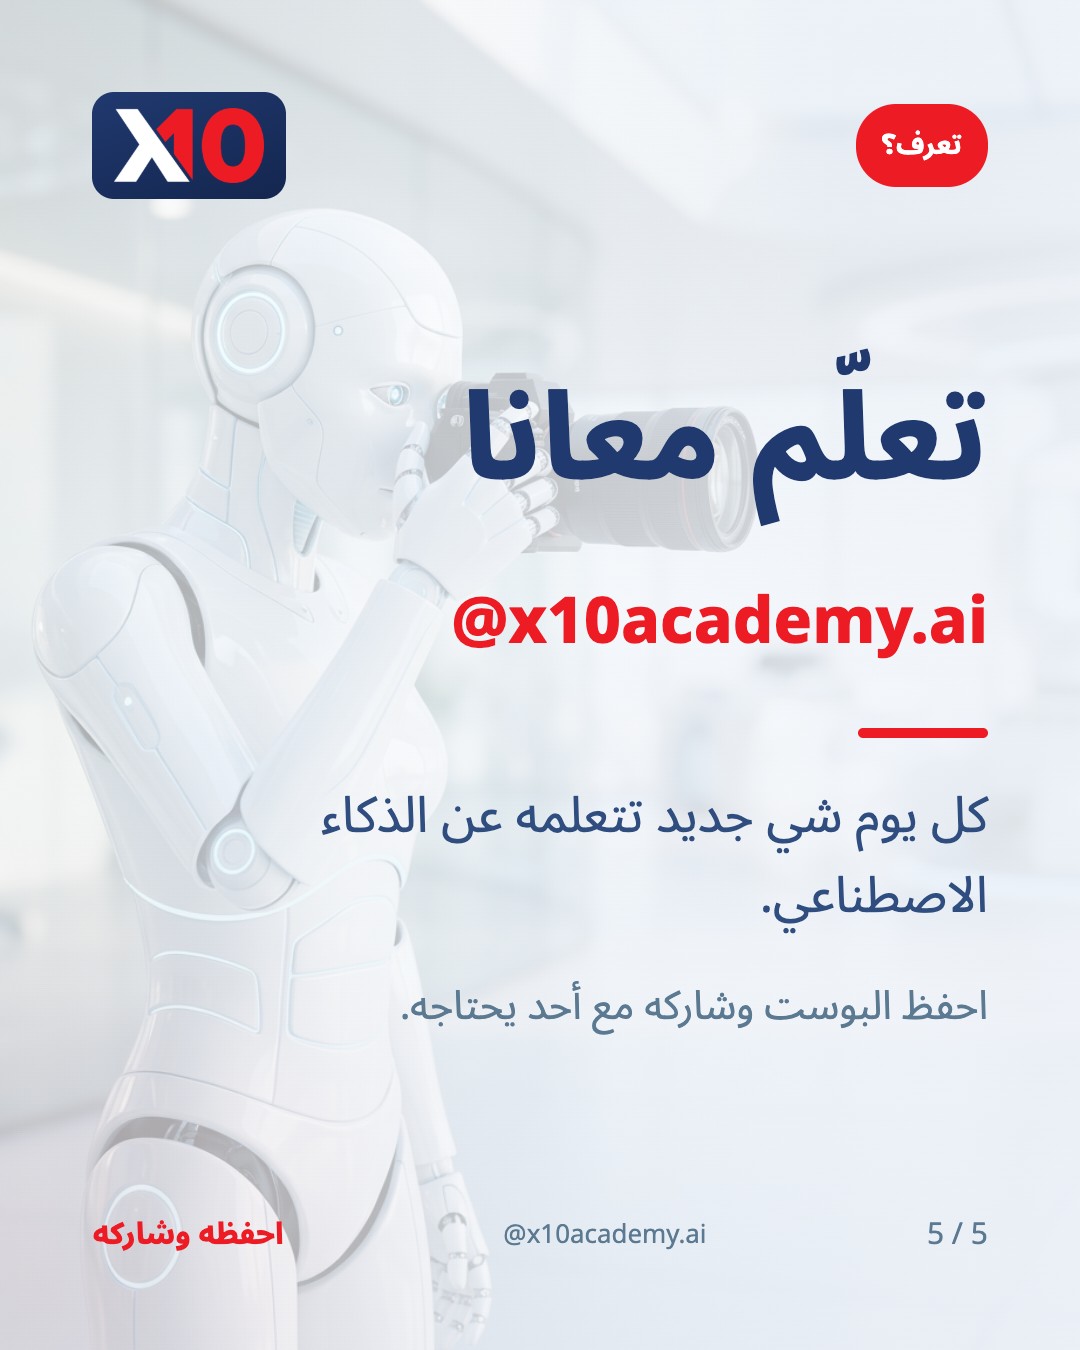 X10
تعرف؟
تعلّم معانا
@x10academy.ai
كل يوم شي جديد تتعلمه عن الذكاء
الاصطناعي.
احفظ البوست وشاركه مع أحد يحتاجه.
احفظه وشاركه
@x10academy.ai
5 / 5